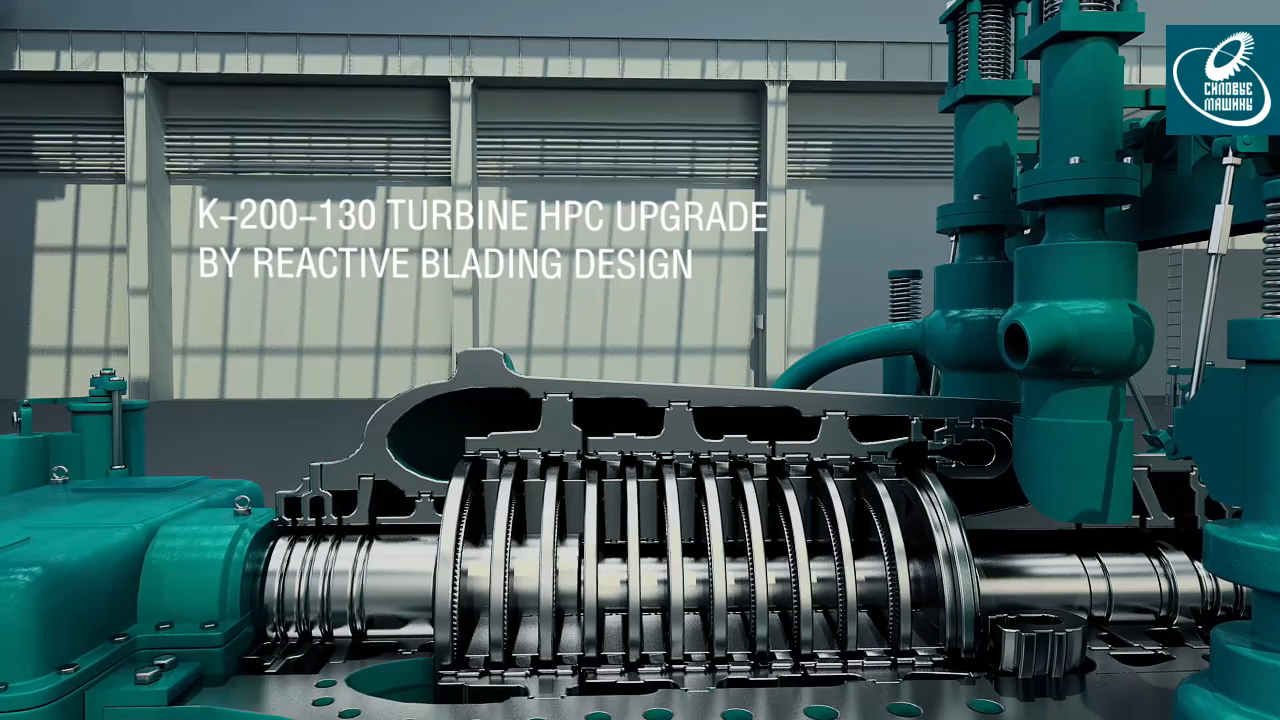 K-200-130 TURBINE HPC UPGRADE
BY REACTIVE BLADING DESIGN
СИЛОВЫЕ
МАШИНЫ